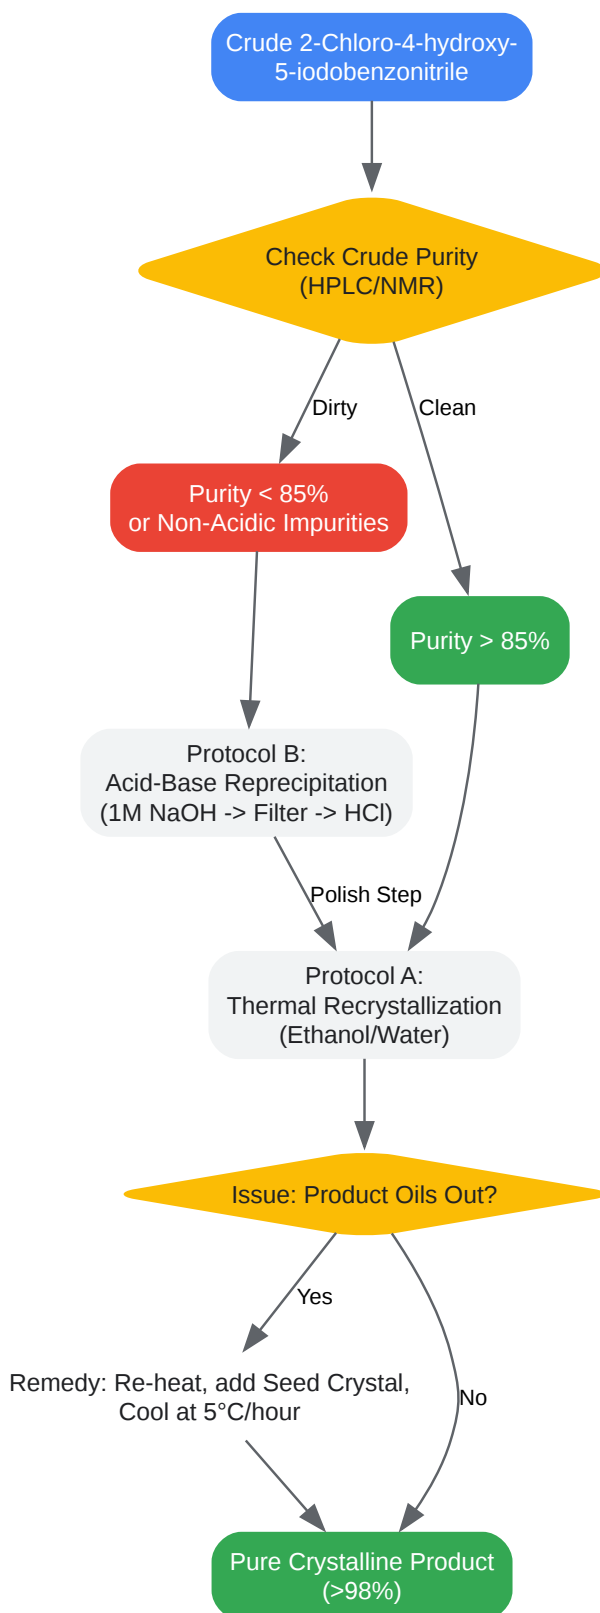 Crude 2-Chloro-4-hydroxy-
5-iodobenzonitrile
Check Crude Purity
(HPLC/NMR)
Dirty
Clean
Purity < 85%
or Non-Acidic Impurities
Purity > 85%
Protocol B:
Acid-Base Reprecipitation
(1M NaOH -> Filter -> HCl)
Polish Step
Protocol A:
Thermal Recrystallization
(Ethanol/Water)
Issue: Product Oils Out?
Yes
Remedy: Re-heat, add Seed Crystal,
Cool at 5°C/hour
No
Pure Crystalline Product
(>98%)